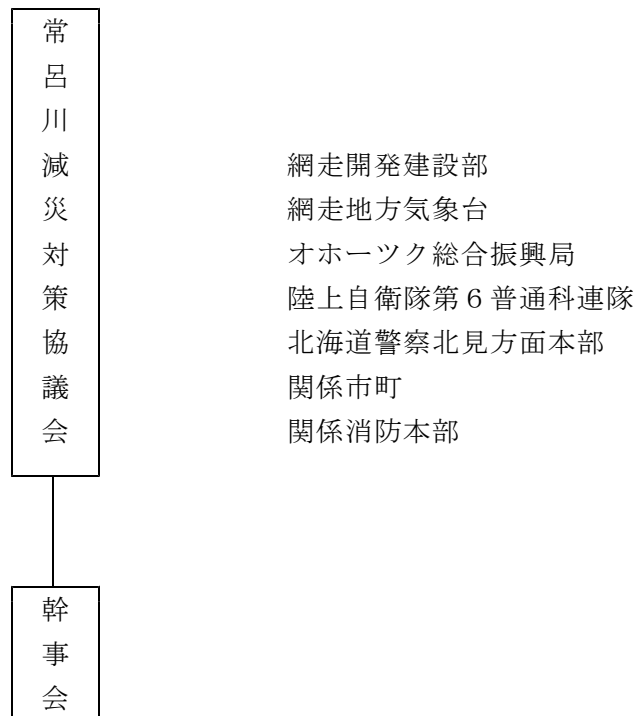 常呂川減災対策協議会
網走開発建設部
網走地方気象台
オホーツク総合振興局
陸上自衛隊第６普通科連隊
北海道警察北見方面本部
関係市町
関係消防本部
幹事会